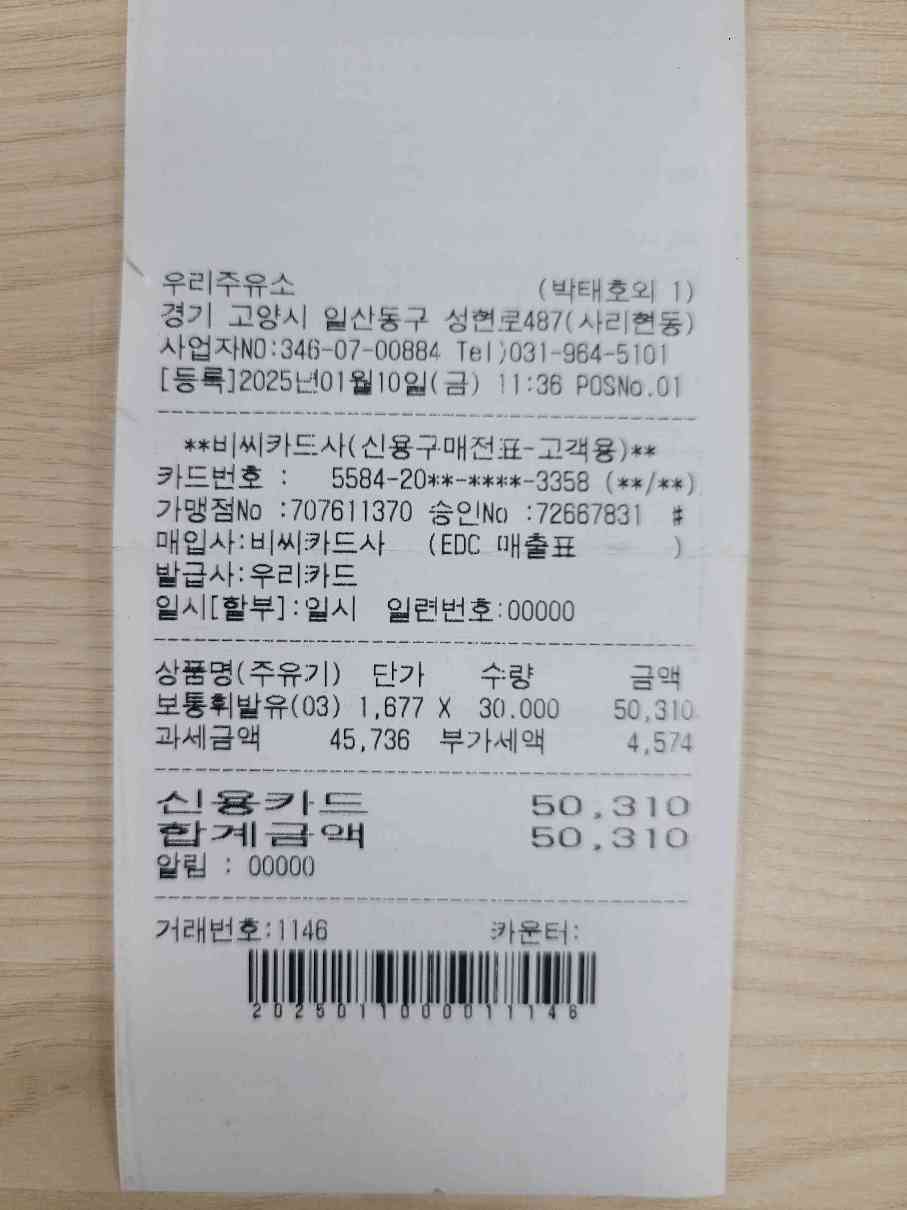 우리주유소 (박태호외 1)
경기 고양시 일산동구 성현로487(사리현동)
사업자NO:346-07-00884 Tel)031-964-5101
[등록]2025년01월10일(금) 11:36 POSNo.01
**비씨카드사(신용구매전표-고객용)**
카드번호 : 5584-20**-****-3358 (**/**)
가맹점No :707611370 승인No :72667831 #
매입사:비씨카드사 (EDC 매출표 )
발급사:우리카드
일시[할부]:일시 일련번호:00000
상품명(주유기) 단가 수량 금액
보통휘발유(03) 1,677 X 30.000 50,310
과세금액 45,736 부가세액 4,574
신용카드 50,310
합계금액 50,310
알림 : 00000
거래번호:1146 카운터:
2025011000011146